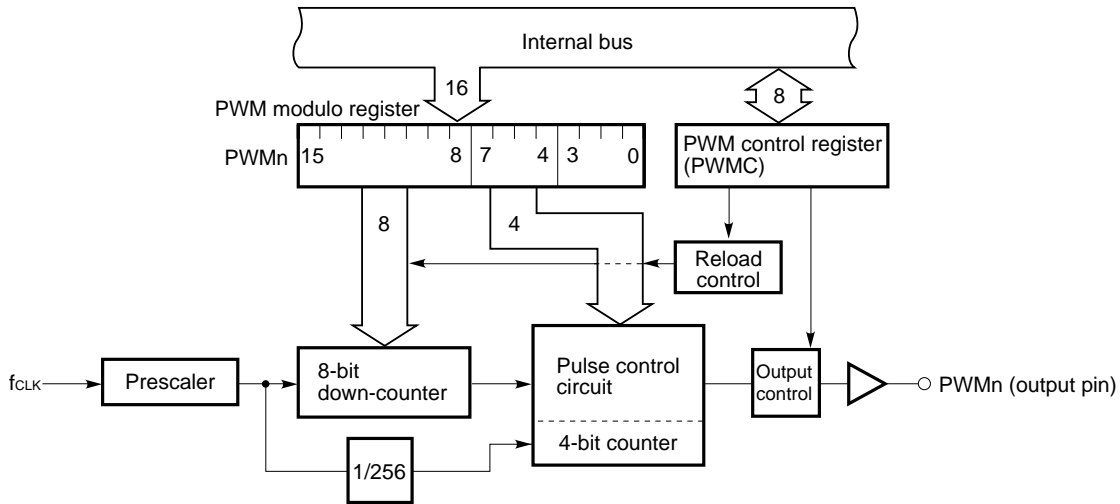 Internal bus
16
8
PWM modulo register
PWMn
15 8 7 4 3 0
PWM control register
(PWMC)
8
4
Reload
control
fCLK
Prescaler
8-bit
down-counter
Pulse control
circuit
4-bit counter
Output
control
PWMn (output pin)
1/256